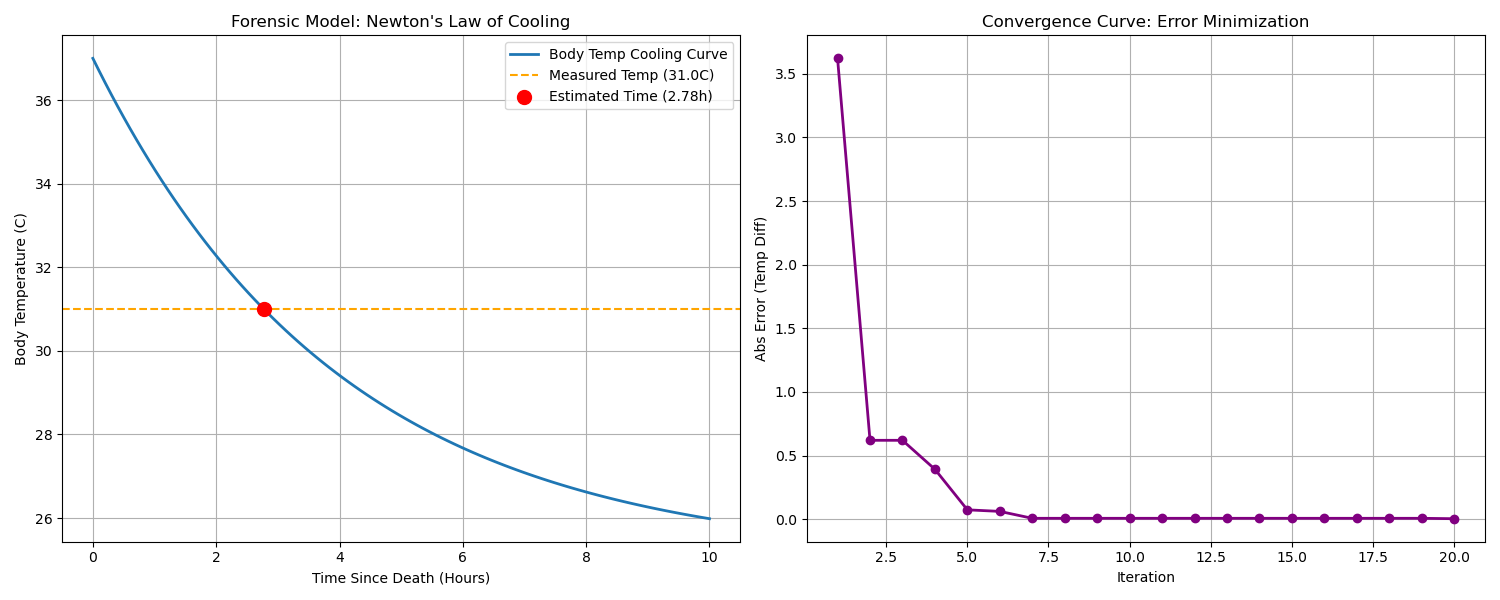 Forensic Model: Newton's Law of Cooling
Body Temp Cooling Curve
Measured Temp (31.0C)
Estimated Time (2.78h)
Body Temperature (C)
36
34
32
30
28
26
0 2 4 6 8 10
Time Since Death (Hours)
Convergence Curve: Error Minimization
Abs Error (Temp Diff)
3.5
3.0
2.5
2.0
1.5
1.0
0.5
0.0
2.5 5.0 7.5 10.0 12.5 15.0 17.5 20.0
Iteration